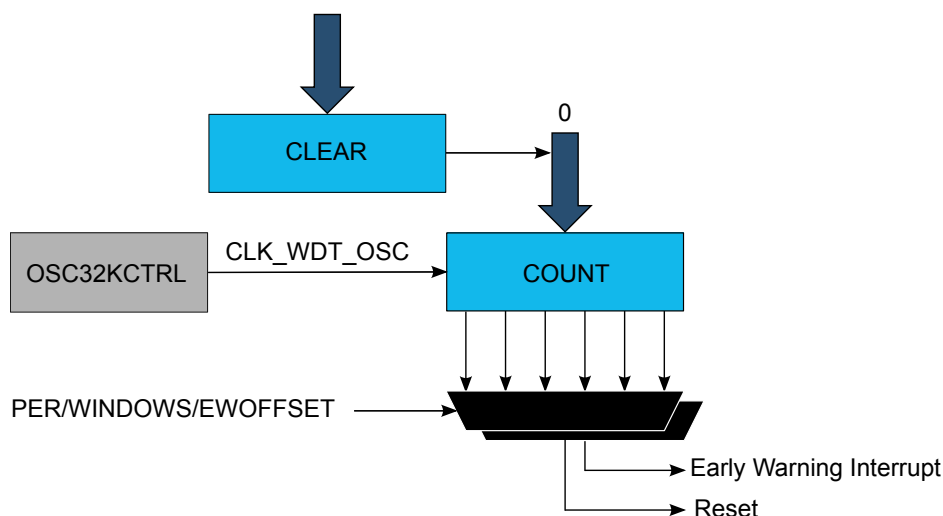 0
CLEAR
CLK_WDT_OSC
OSC32KCTRL
COUNT
PER/WINDOWS/EWOFFSET
Early Warning Interrupt
Reset